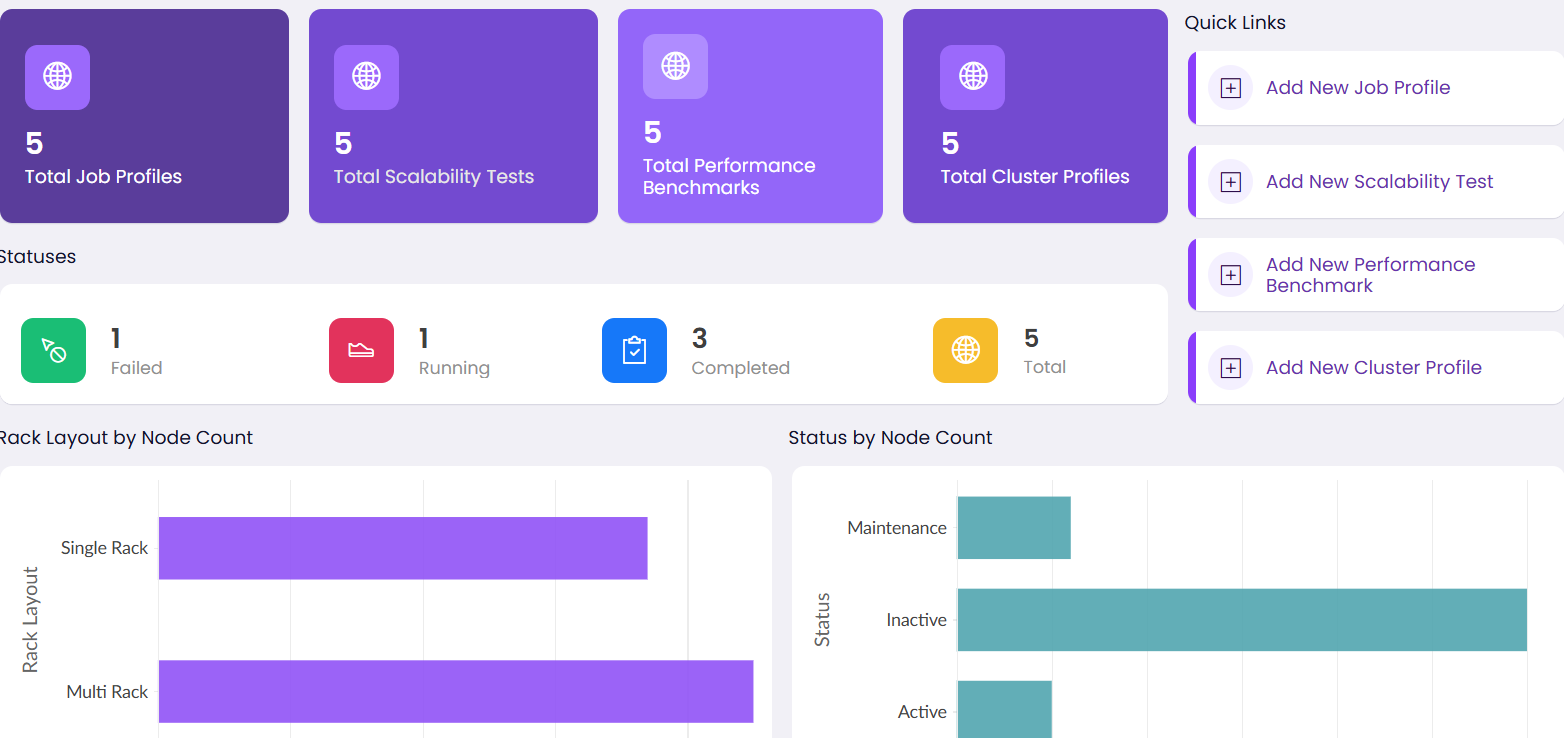 5
Total Job Profiles
5
Total Scalability Tests
5
Total Performance
Benchmarks
5
Total Cluster Profiles
Quick Links
Add New Job Profile
Add New Scalability Test
Add New Performance
Benchmark
Add New Cluster Profile
Statuses
1
Failed
1
Running
3
Completed
5
Total
Rack Layout by Node Count
Rack Layout
Single Rack
Multi Rack
Status by Node Count
Status
Maintenance
Inactive
Active